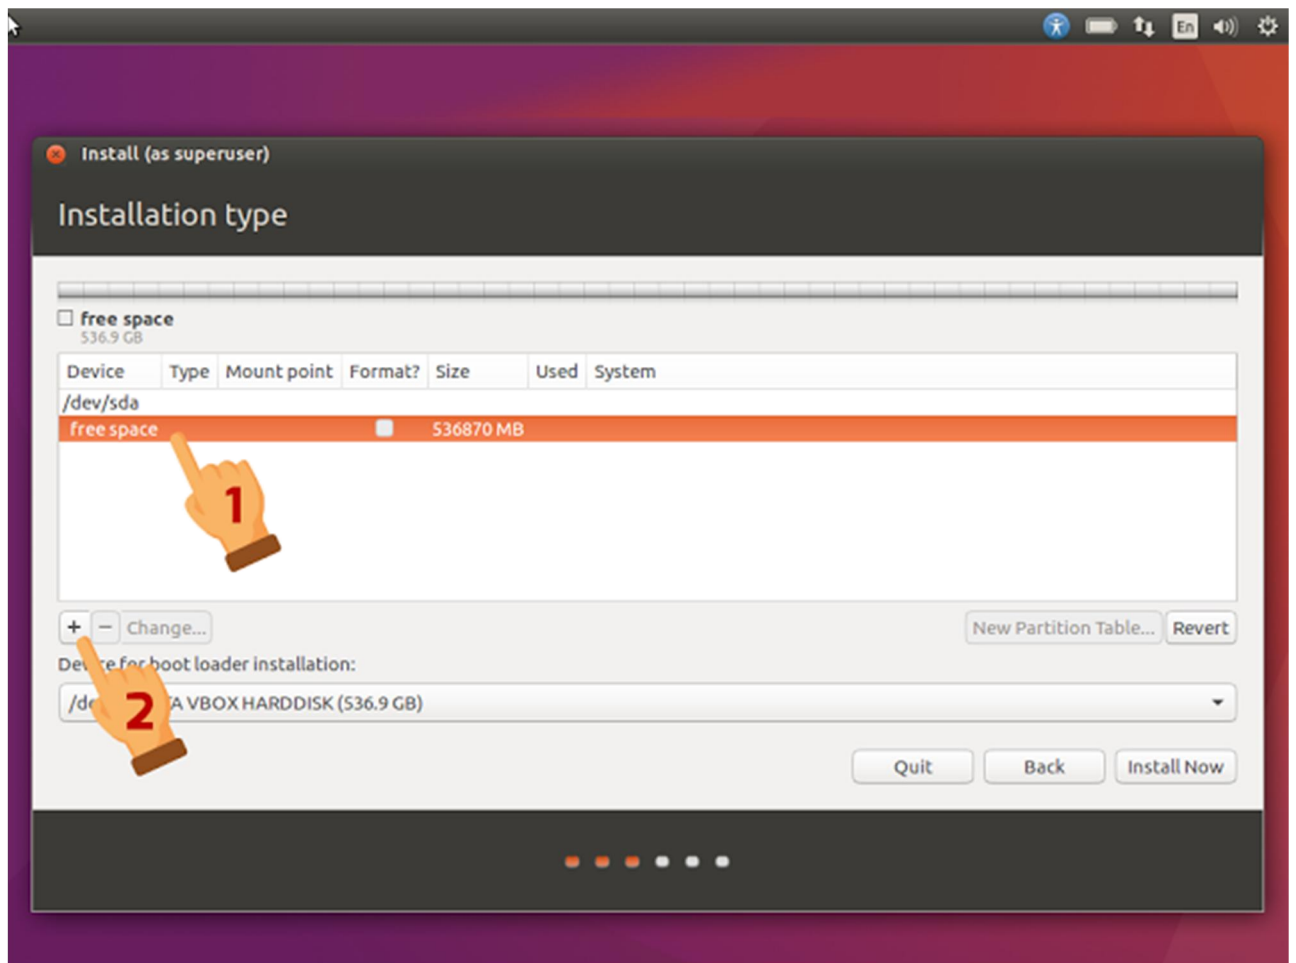 En
Install (as superuser)
Installation type
free space
536.9 GB
Device Type Mount point Format? Size Used System
/dev/sda
free space 536870 MB
1
+ − Change... New Partition Table... Revert
for boot loader installation:
2
VBOX HARDDISK (536.9 GB)
Quit Back Install Now